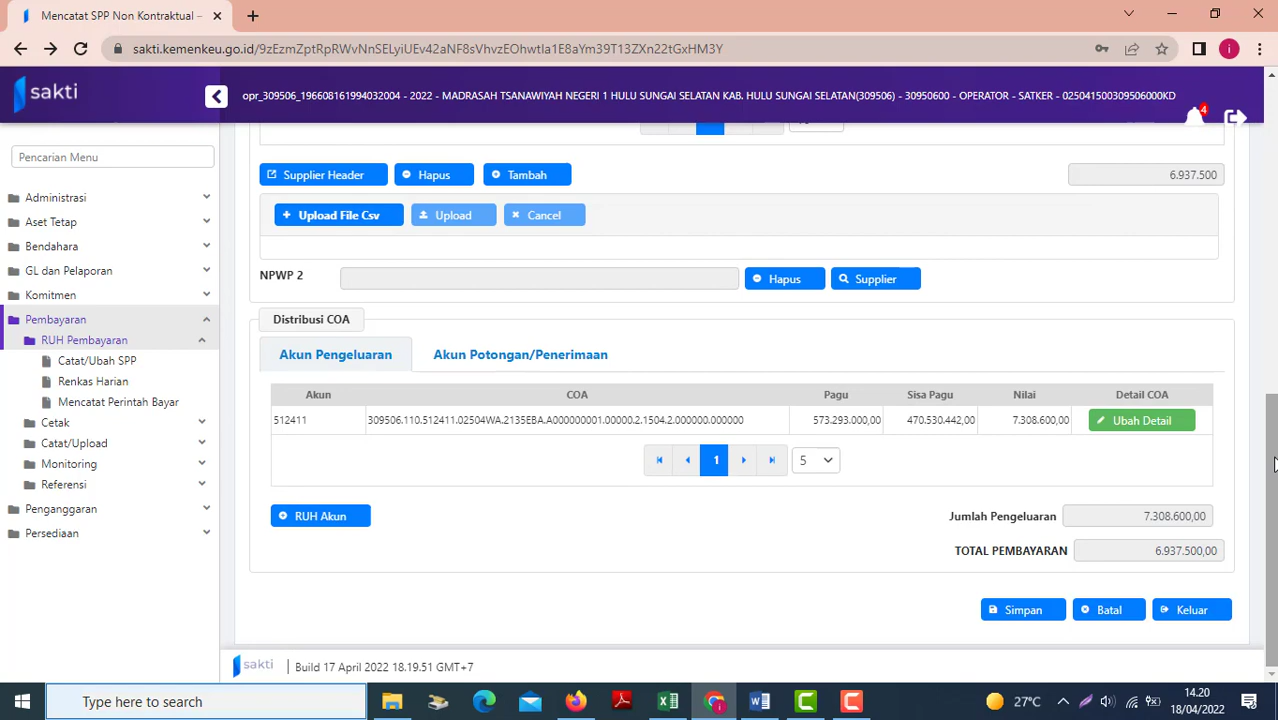 Mencatat SPP Non Kontraktual –
sakti.kemenkeu.go.id/9zEzmZptRpRWvNnSELyiUEv42aNF8sVhvzEOhwtIa1E8aYm39T13ZXn22tGxHM3Y
sakti
opr_309506_196608161994032004 - 2022 - MADRASAH TSANAWIYAH NEGERI 1 HULU SUNGAI SELATAN KAB. HULU SUNGAI SELATAN(309506) - 30950600 - OPERATOR - SATKER - 025041500309506000KD
4
Pencarian Menu
Administrasi
Aset Tetap
Bendahara
GL dan Pelaporan
Komitmen
Pembayaran
RUH Pembayaran
Catat/Ubah SPP
Renkas Harian
Mencatat Perintah Bayar
Cetak
Catat/Upload
Monitoring
Referensi
Penganggaran
Persediaan
Supplier Header Hapus Tambah 6.937.500
Upload File Csv Upload Cancel
NPWP 2 Hapus Supplier
Distribusi COA
Akun Pengeluaran Akun Potongan/Penerimaan
Akun COA Pagu Sisa Pagu Nilai Detail COA
512411 309506.110.512411.02504WA.2135EBA.A000000001.00000.2.1504.2.000000.000000 573.293.000,00 470.530.442,00 7.308.600,00 Ubah Detail
1 5
RUH Akun Jumlah Pengeluaran 7.308.600,00
TOTAL PEMBAYARAN 6.937.500,00
Simpan Batal Keluar
sakti Build 17 April 2022 18.19.51 GMT+7
Type here to search 27°C 14.20
18/04/2022